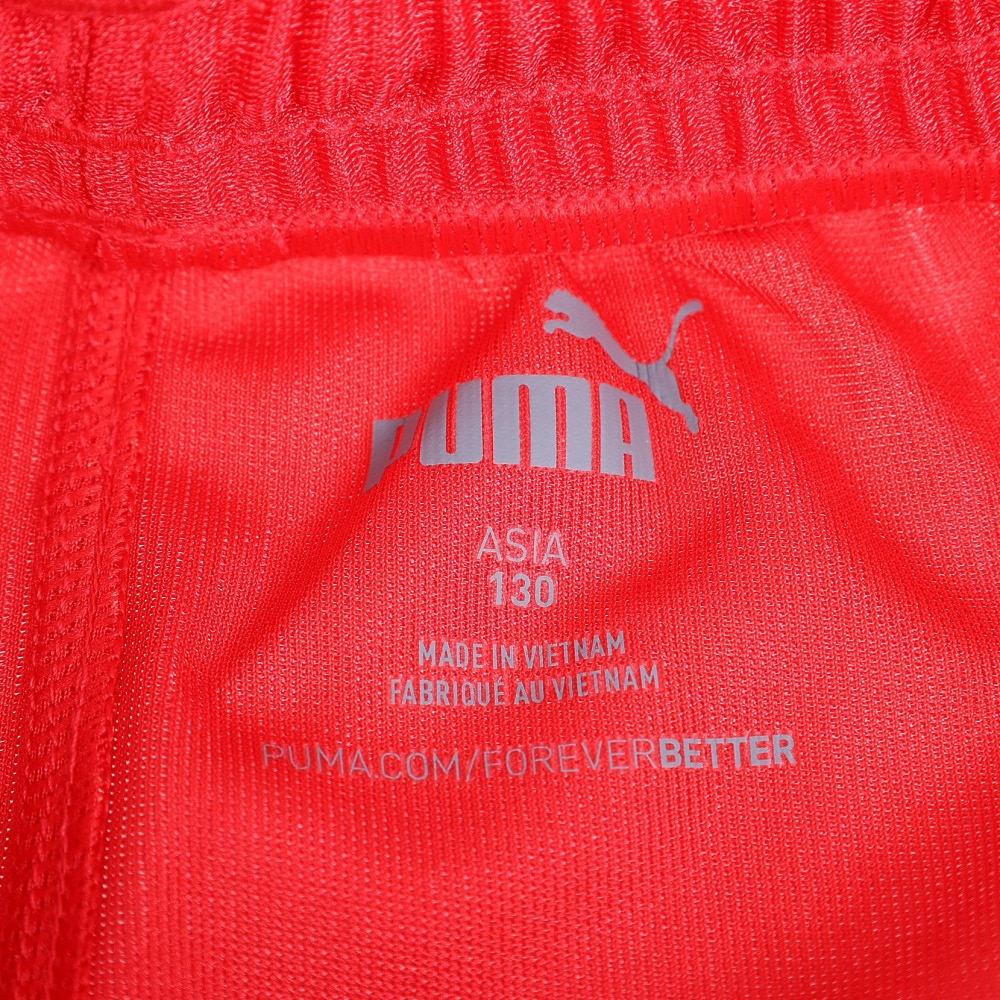 PUMA
ASIA
130
MADE IN VIETNAM
FABRIQUÉ AU VIETNAM
PUMA.COM/FOREVERBETTER